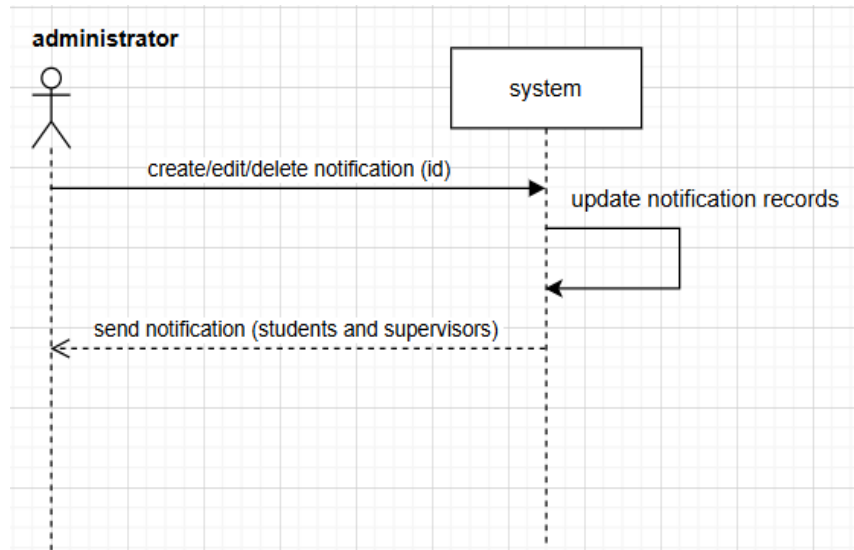 administrator
system
create/edit/delete notification (id)
update notification records
send notification (students and supervisors)